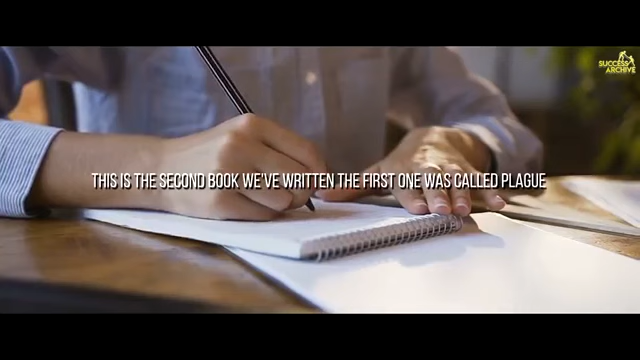 SUCCESS
ARCHIVE
THIS IS THE SECOND BOOK WE'VE WRITTEN THE FIRST ONE WAS CALLED PLAGUE